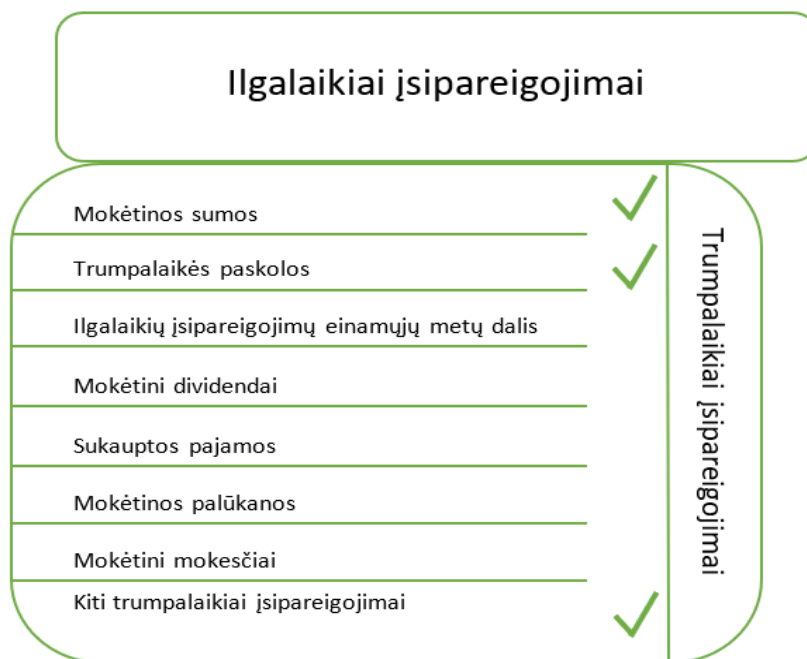 Ilgalaikiai įsipareigojimai
Mokėtinos sumos
Trumpalaikės paskolos
Ilgalaikių įsipareigojimų einamųjų metų dalis
Mokėtini dividendai
Sukauptos pajamos
Mokėtinos palūkanos
Mokėtini mokesčiai
Kiti trumpalaikiai įsipareigojimai
Trumpalaikiai įsipareigojimai